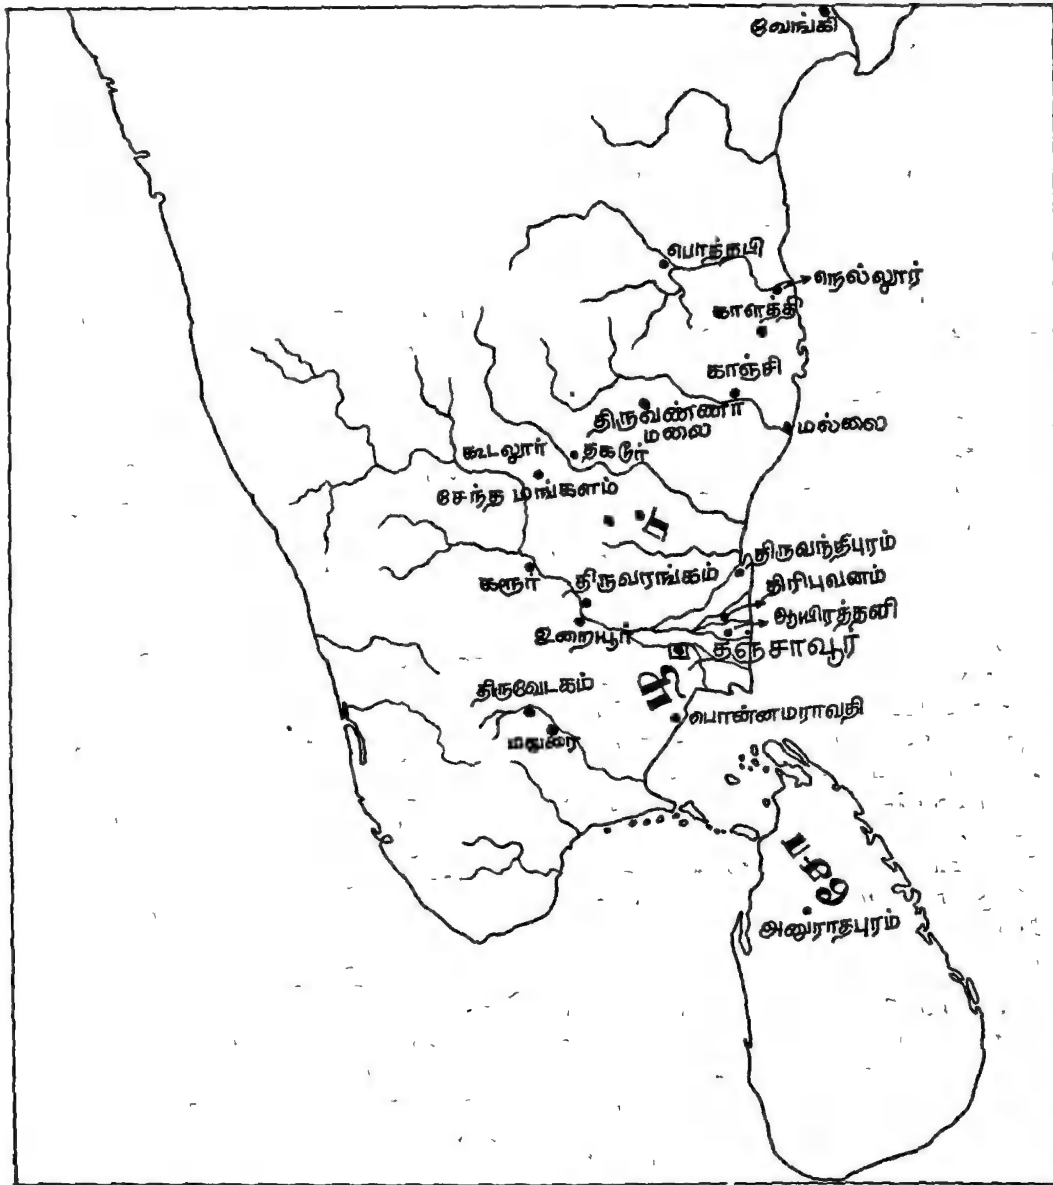 வேங்கி
பொத்தபி
நெல்லூர்
காளத்தி
காஞ்சி
திருவண்ணா
மலை
மல்லை
கூடலூர்
தகடூர்
சேந்த மங்களம்
திருவந்திபுரம்
கரூர்
திருவரங்கம்
திரிபுவனம்
ஆயிரத்தளி
உறையூர்
தஞ்சாவூர்
திருவேடகம்
பொன்னமராவதி
மதுரை
அனுராதபுரம்